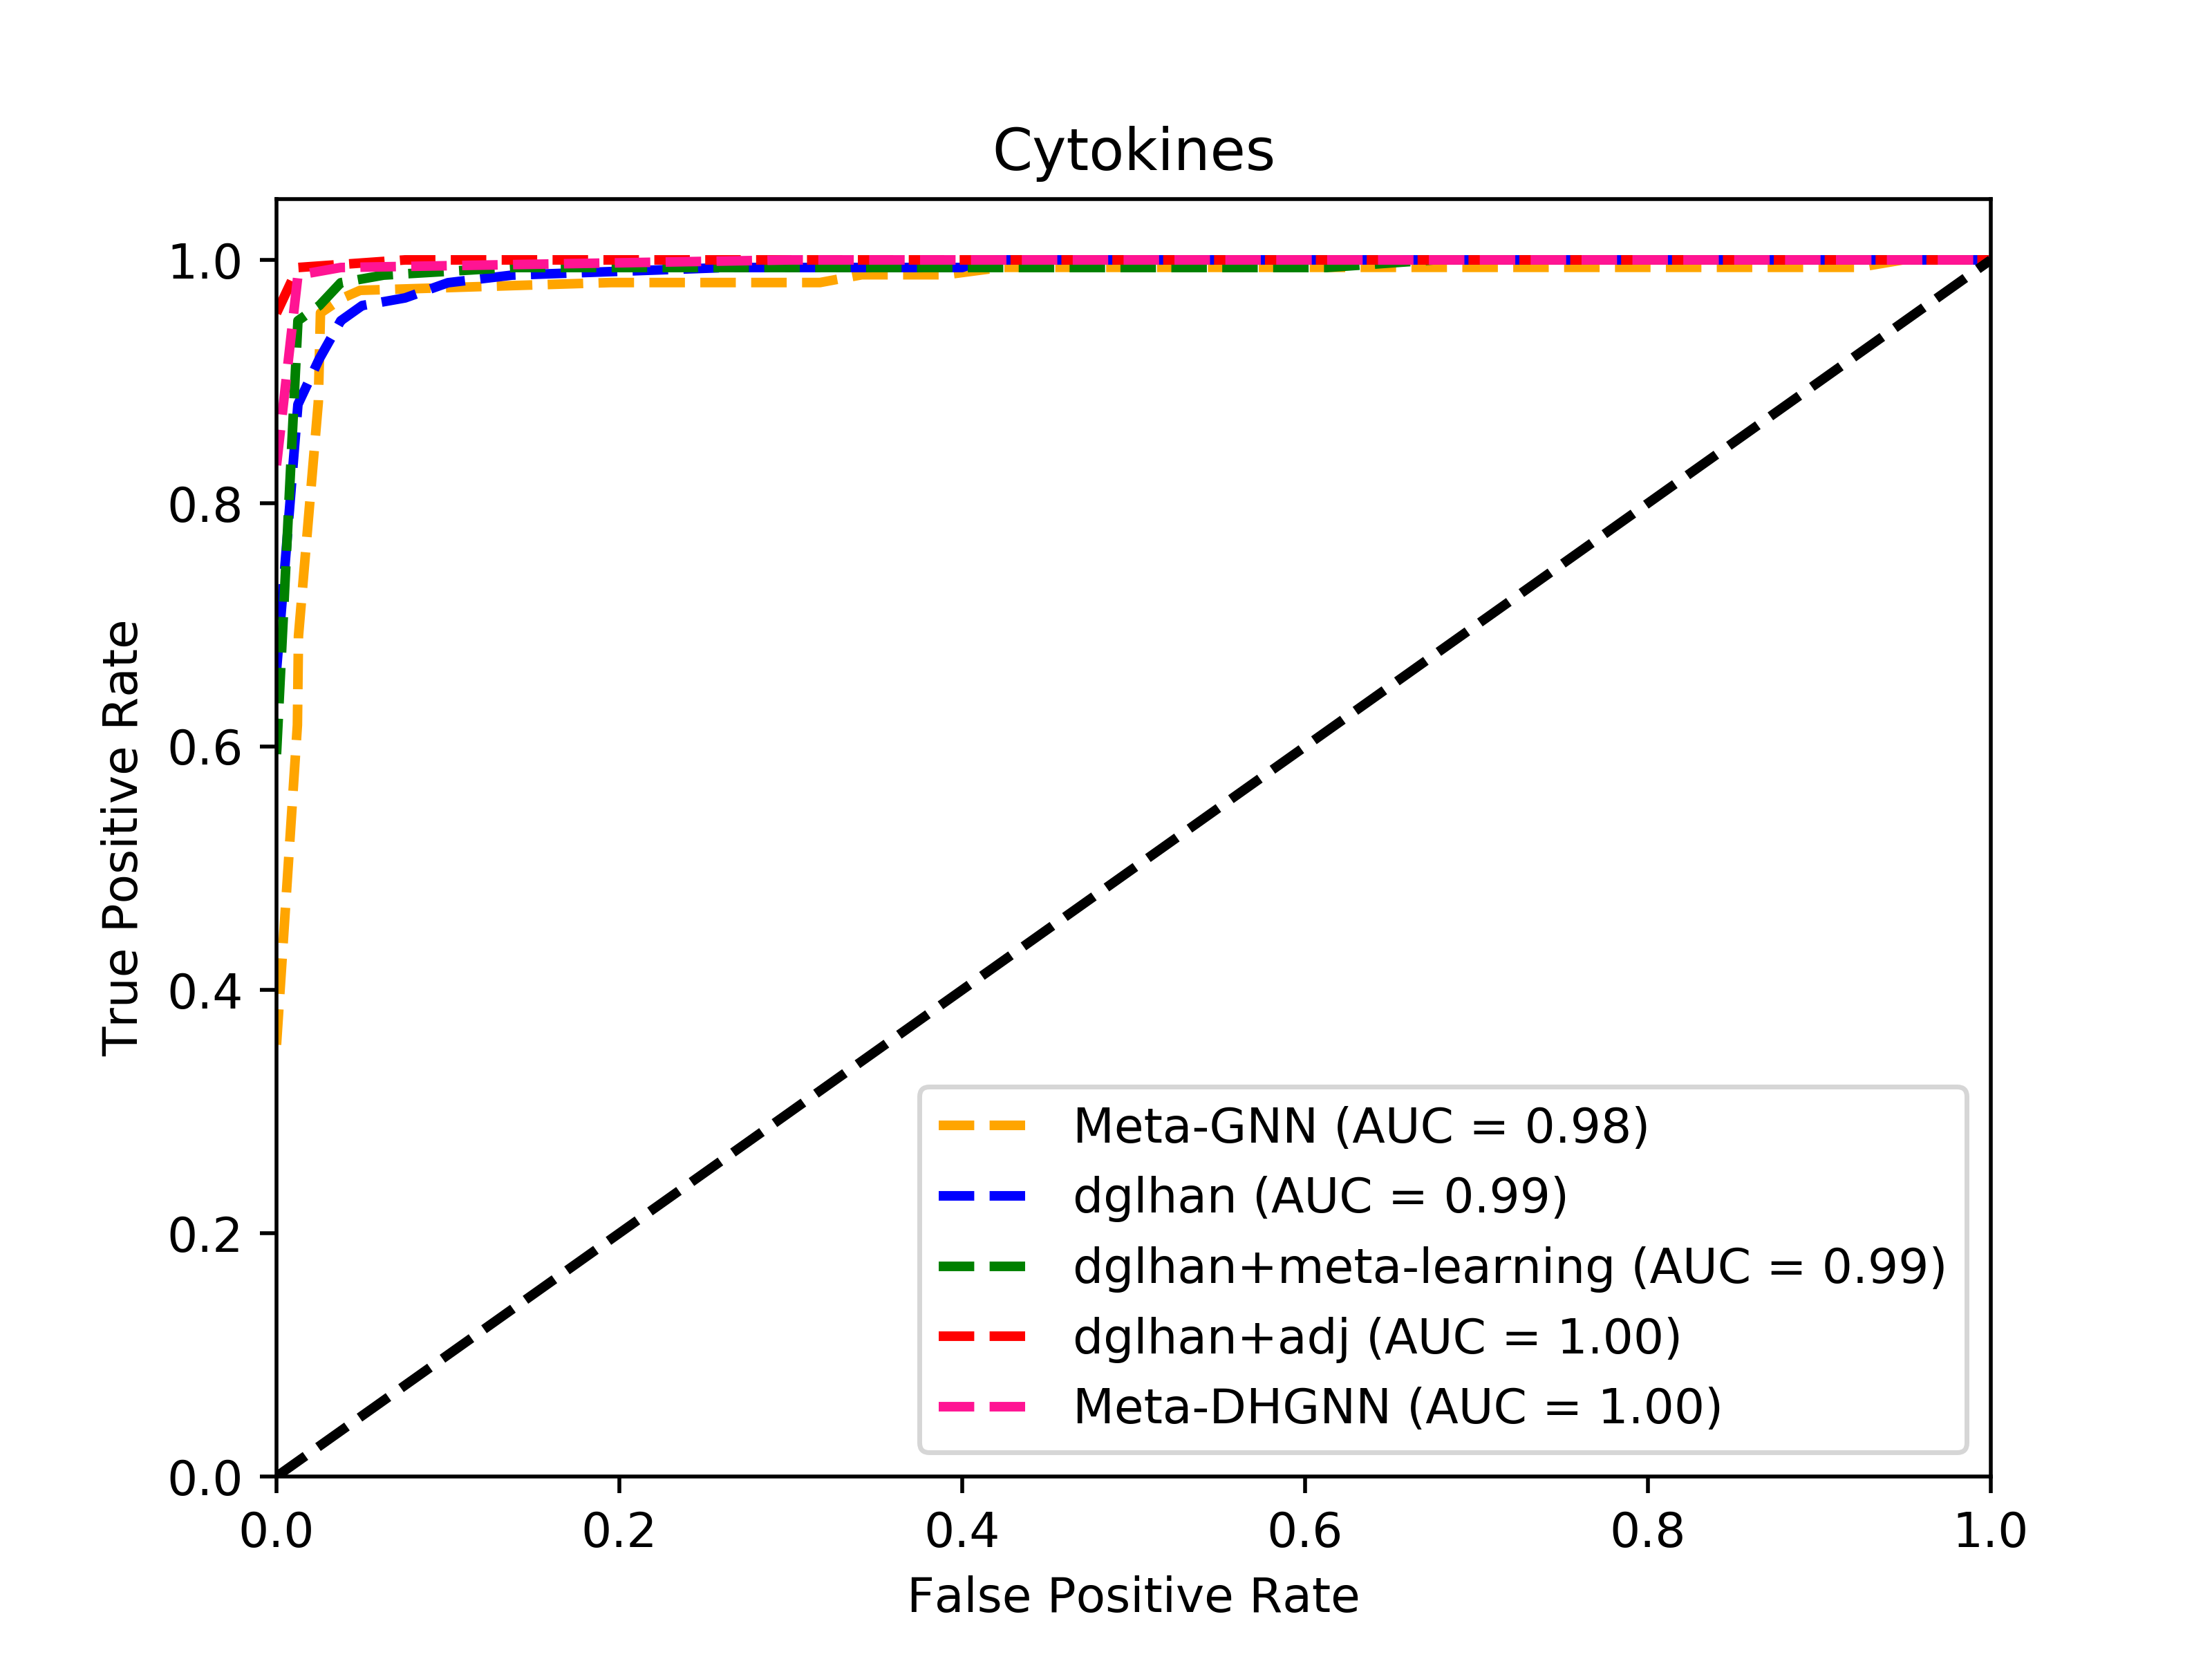 Cytokines
True Positive Rate
1.0
0.8
0.6
0.4
0.2
0.0
Meta-GNN (AUC = 0.98)
dglhan (AUC = 0.99)
dglhan+meta-learning (AUC = 0.99)
dglhan+adj (AUC = 1.00)
Meta-DHGNN (AUC = 1.00)
0.0 0.2 0.4 0.6 0.8 1.0
False Positive Rate